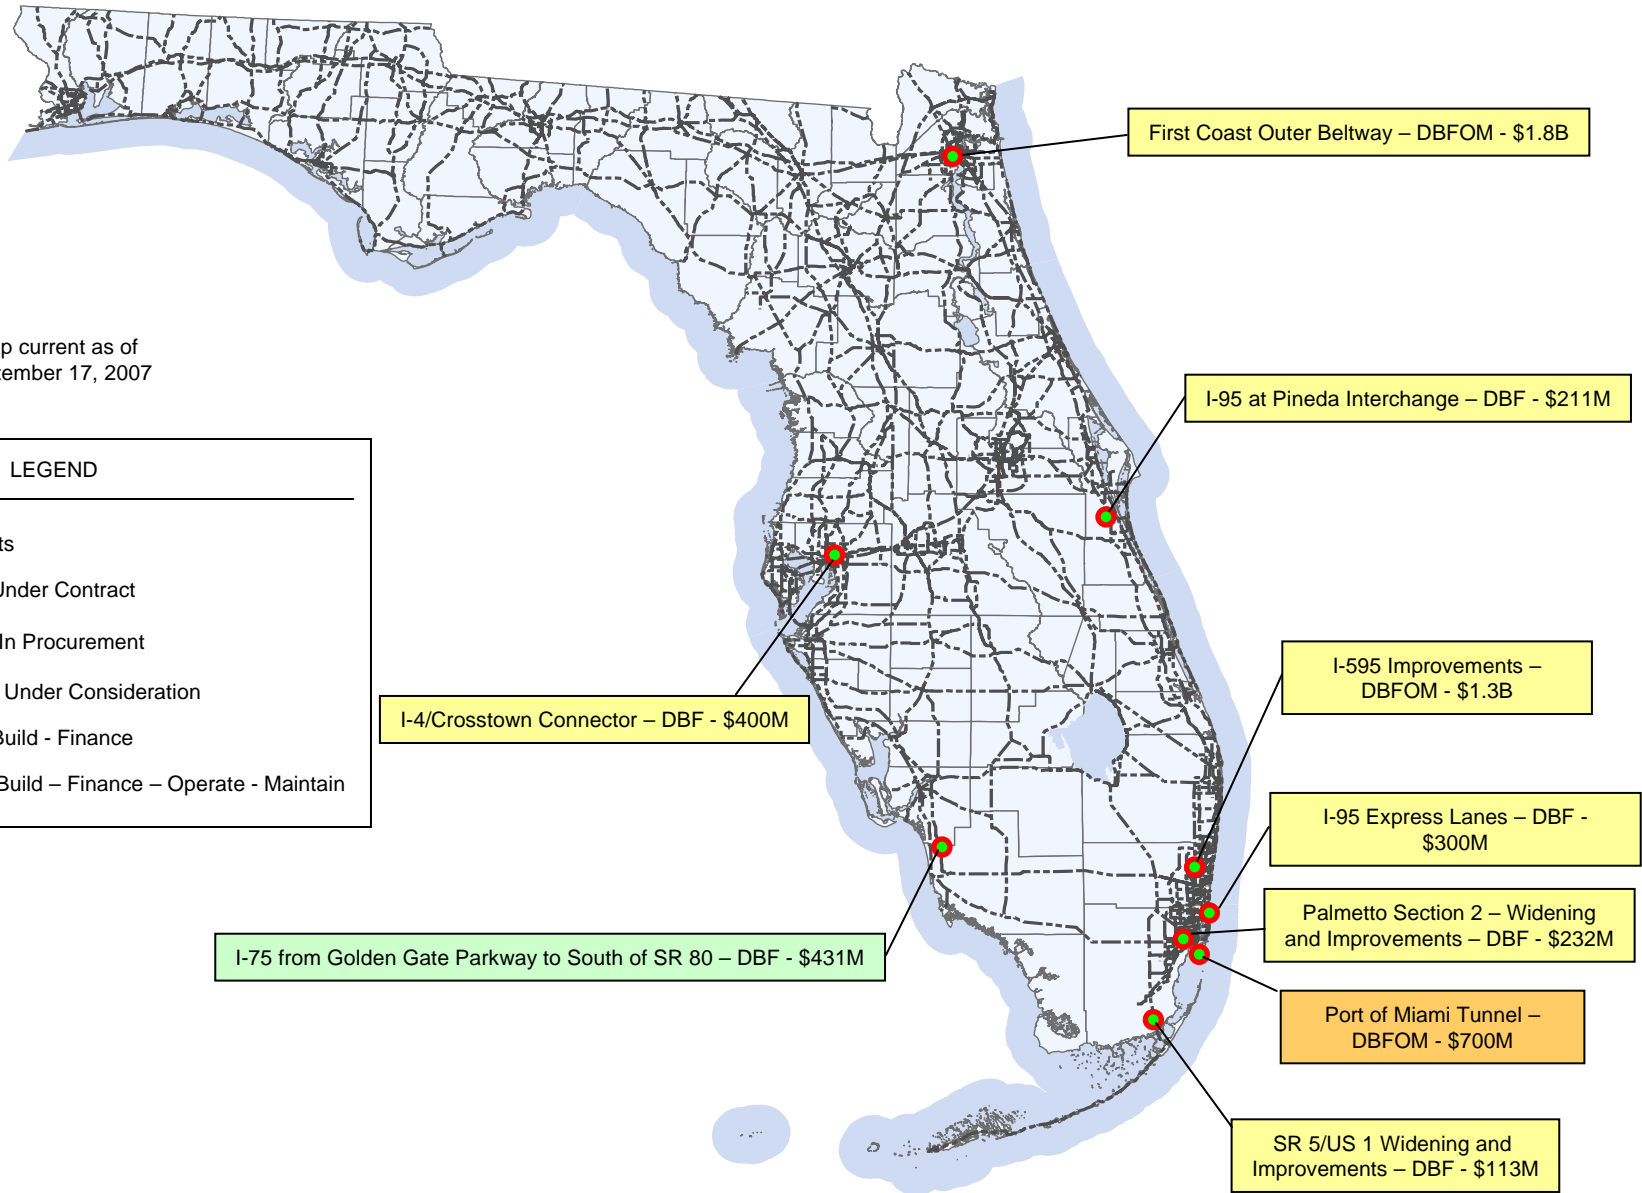 First Coast Outer Beltway – DBFOM - $1.8B
current as of
17, 2007
I-95 at Pineda Interchange – DBF - $211M
LEGEND
Under Contract
In Procurement
Under Consideration
Build - Finance
Build – Finance – Operate - Maintain
I-4/Crosstown Connector – DBF - $400M
I-595 Improvements –
DBFOM - $1.3B
I-95 Express Lanes – DBF -
$300M
Palmetto Section 2 – Widening
and Improvements – DBF - $232M
I-75 from Golden Gate Parkway to South of SR 80 – DBF - $431M
Port of Miami Tunnel –
DBFOM - $700M
SR 5/US 1 Widening and
Improvements – DBF - $113M